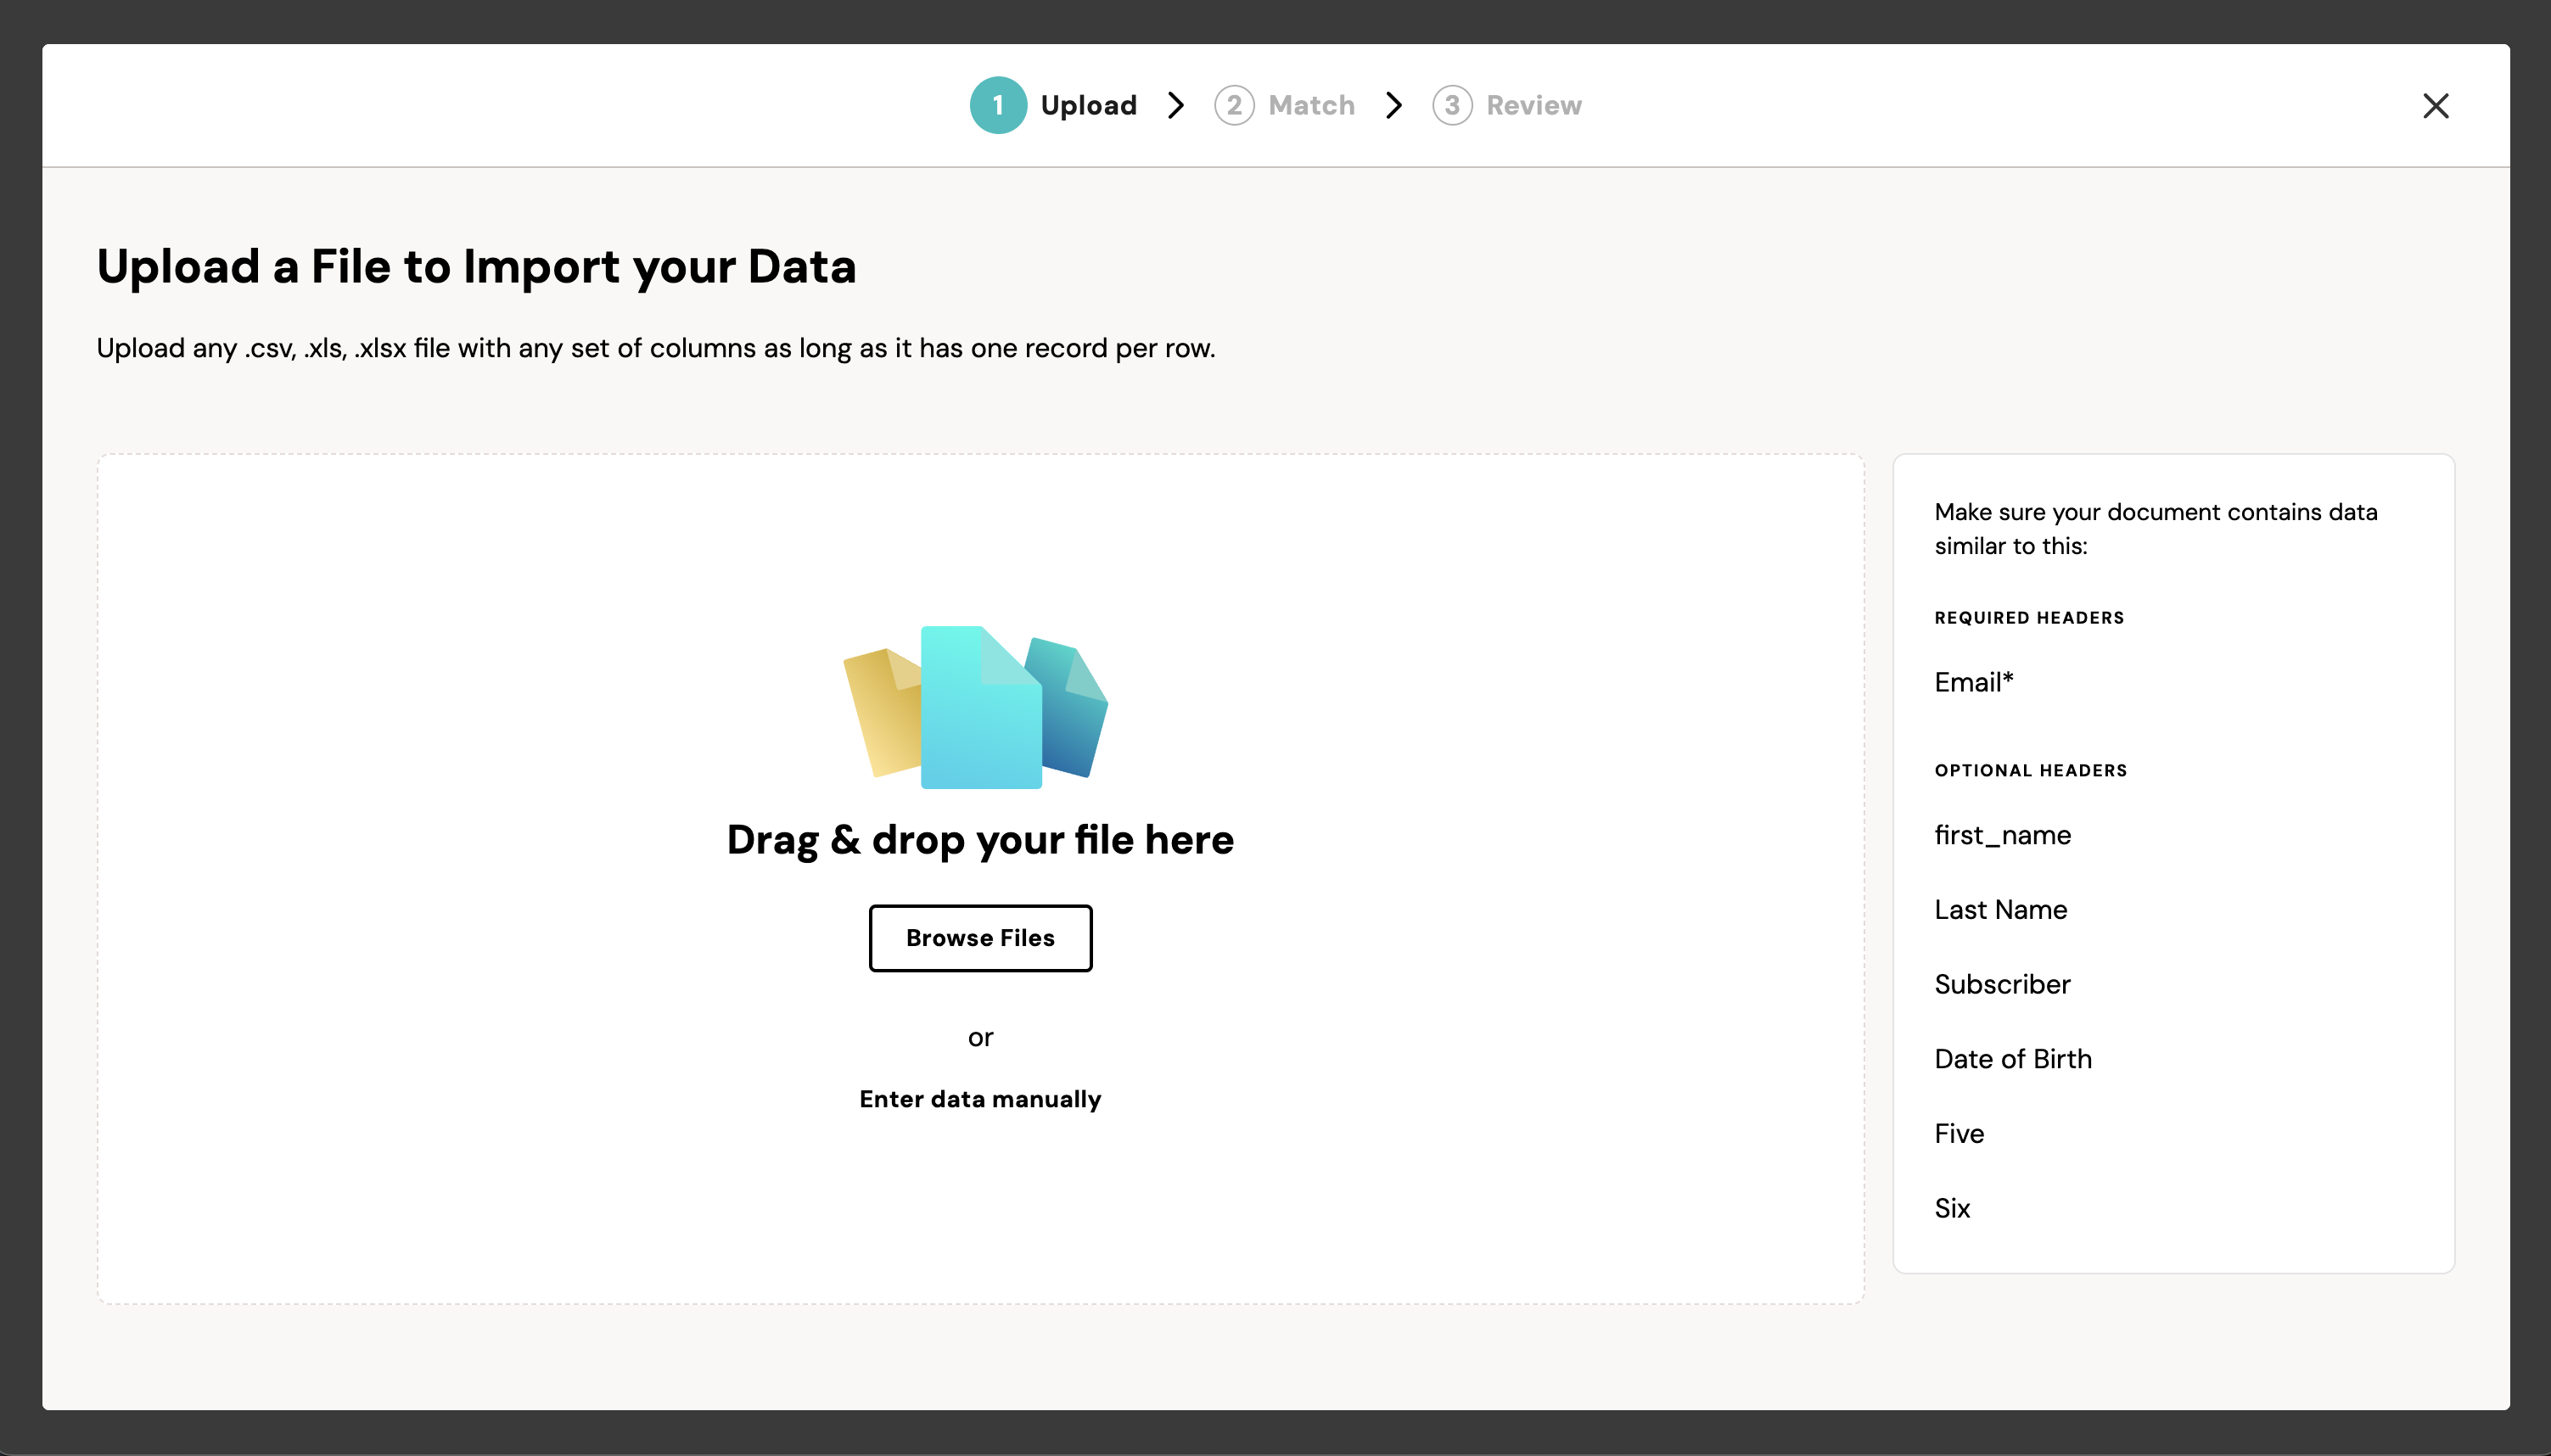 1 Upload 2 Match 3 Review
Upload a File to Import your Data
Upload any .csv, .xls, .xlsx file with any set of columns as long as it has one record per row.
Drag & drop your file here
Browse Files
or
Enter data manually
Make sure your document contains data
similar to this:
REQUIRED HEADERS
Email*
OPTIONAL HEADERS
first_name
Last Name
Subscriber
Date of Birth
Five
Six